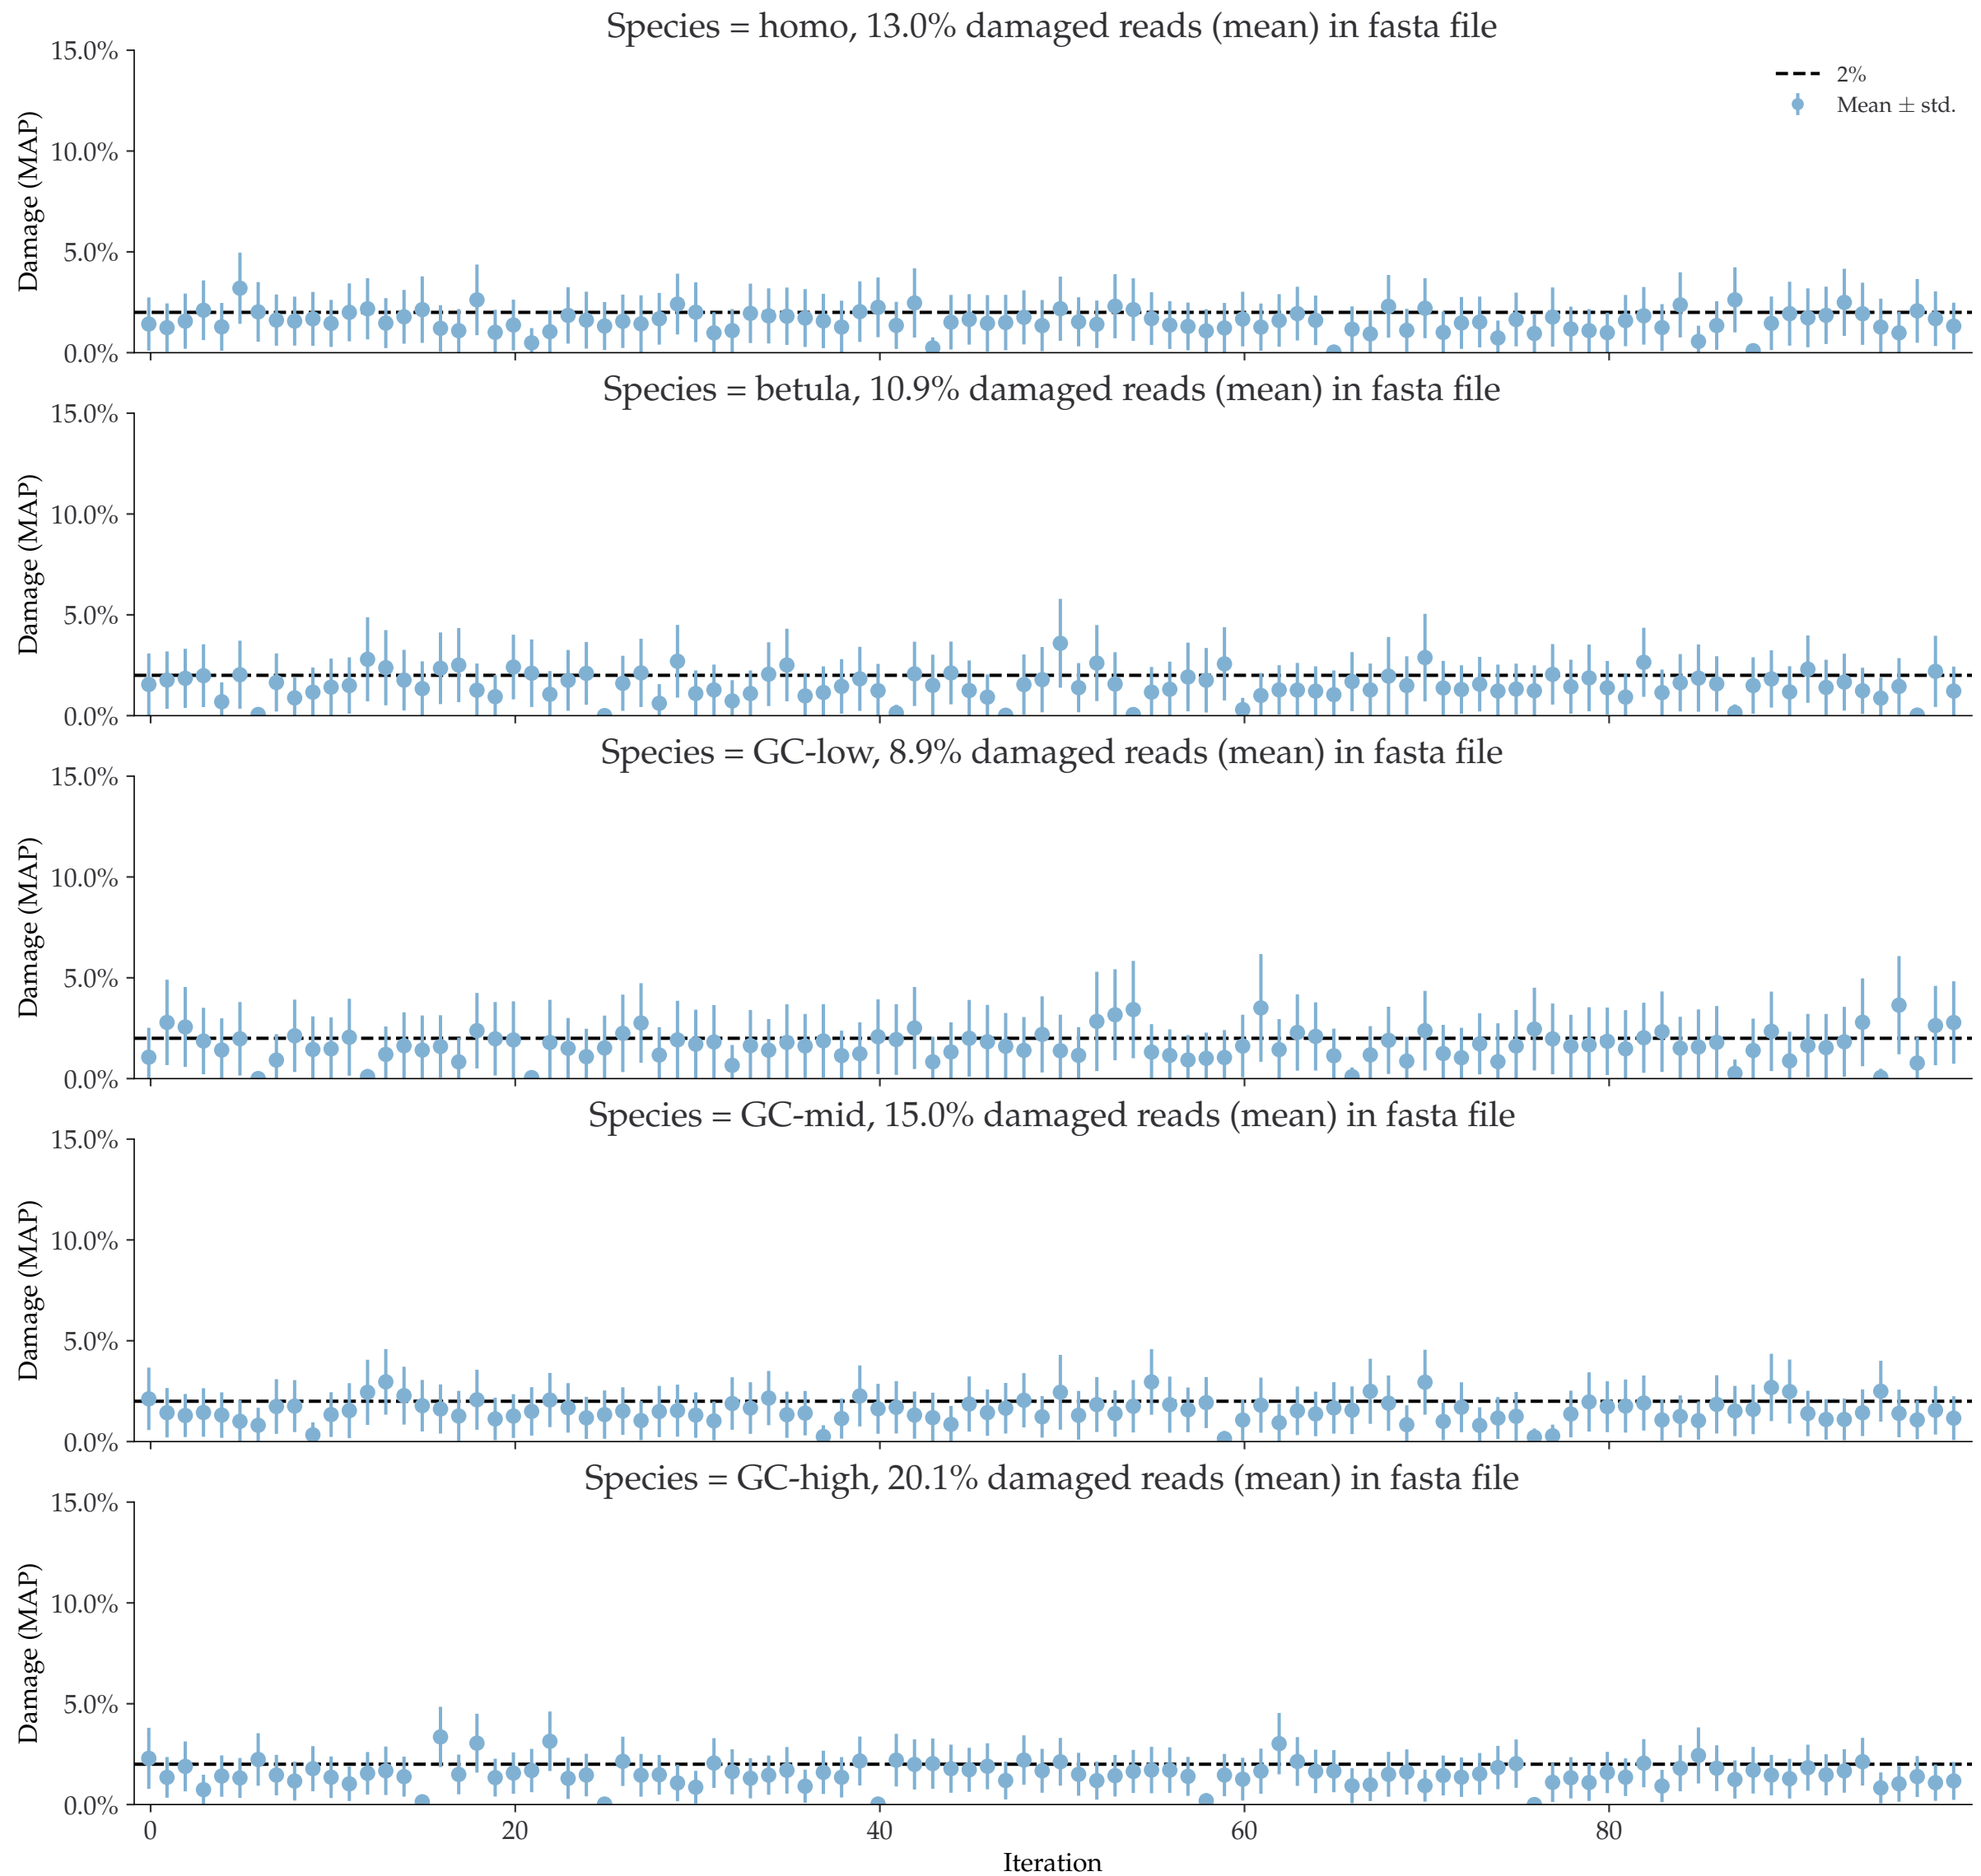 Species = homo, 13.0% damaged reads (mean) in fasta file
15.0%
10.0%
5.0%
0.0%
Damage (MAP)
2%
Mean ± std.
Species = betula, 10.9% damaged reads (mean) in fasta file
15.0%
10.0%
5.0%
0.0%
Damage (MAP)
Species = GC-low, 8.9% damaged reads (mean) in fasta file
15.0%
10.0%
5.0%
0.0%
Damage (MAP)
Species = GC-mid, 15.0% damaged reads (mean) in fasta file
15.0%
10.0%
5.0%
0.0%
Damage (MAP)
Species = GC-high, 20.1% damaged reads (mean) in fasta file
15.0%
10.0%
5.0%
0.0%
Damage (MAP)
0 20 40 60 80
Iteration